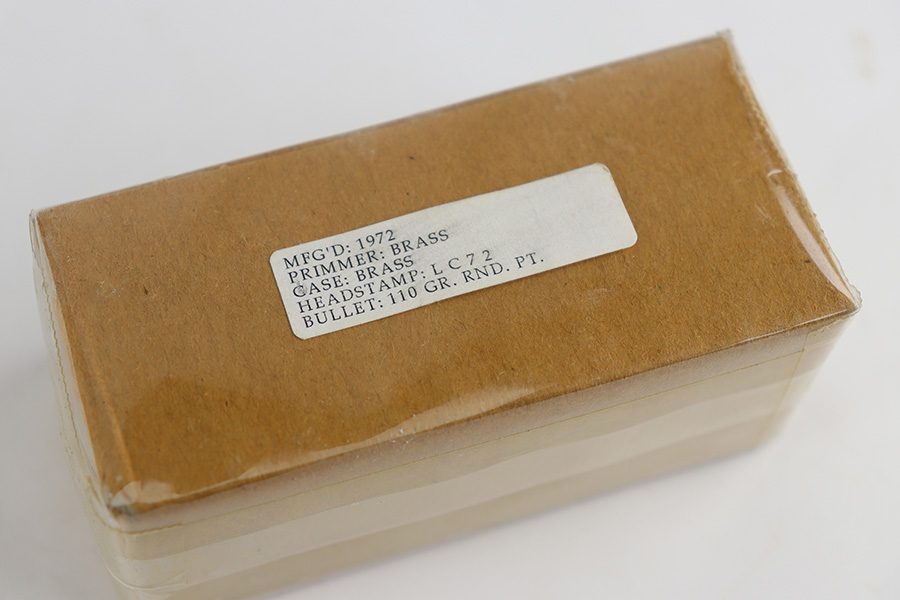 MFG'D: 1972
PRIMMER: BRASS
CASE: BRASS
HEADSTAMP: L C 7 2
BULLET: 110 GR. RND. PT.